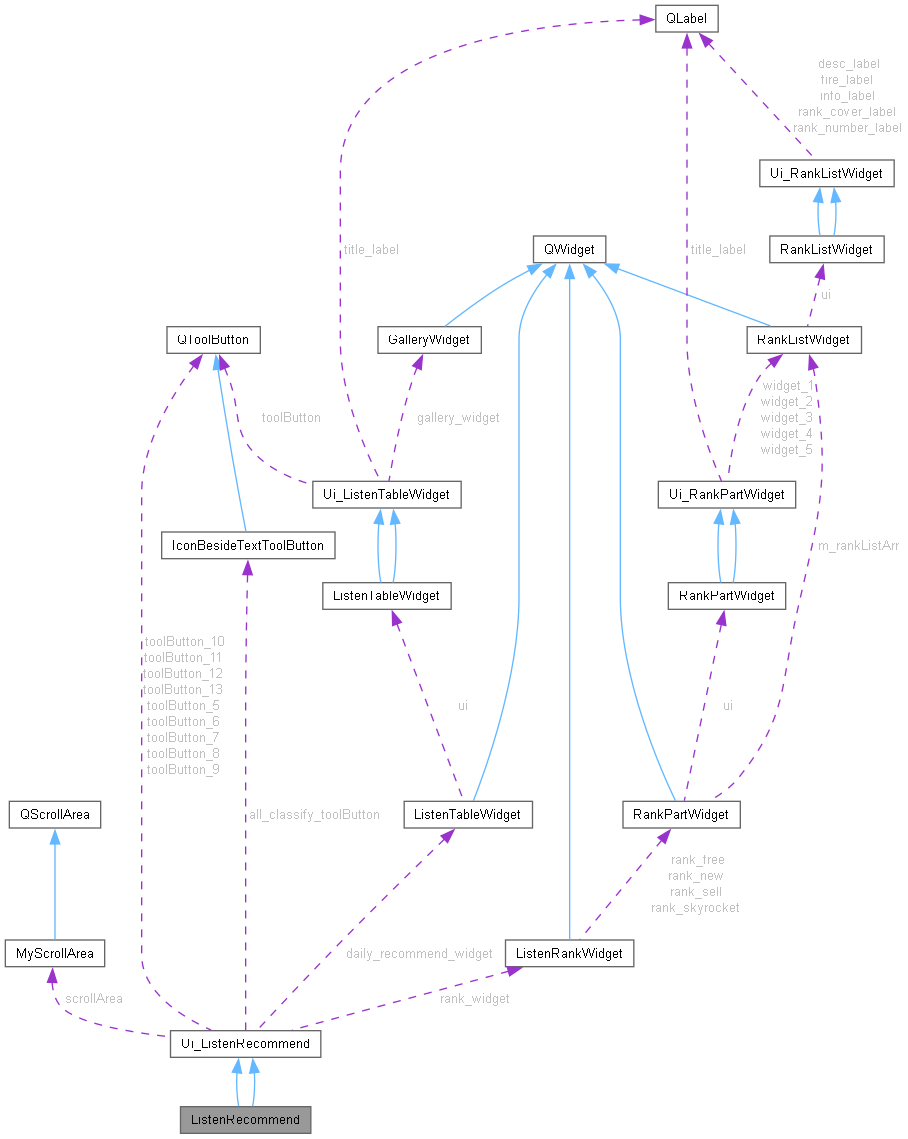 QLabel
desc_label
fire_label
info_label
rank_cover_label
rank_number_label
Ui_RankListWidget
title_label
QWidget
title_label
RankListWidget
ui
QToolButton
GalleryWidget
RankListWidget
toolButton
gallery_widget
widget_1
widget_2
widget_3
widget_4
widget_5
Ui_ListenTableWidget
Ui_RankPartWidget
IconBesideTextToolButton
m_rankListArr
ListenTableWidget
RankPartWidget
toolButton_10
toolButton_11
toolButton_12
toolButton_13
toolButton_5
toolButton_6
toolButton_7
toolButton_8
toolButton_9
ui
ui
QScrollArea
all_classify_toolButton
ListenTableWidget
RankPartWidget
rank_free
rank_new
rank_sell
rank_skyrocket
MyScrollArea
daily_recommend_widget
ListenRankWidget
scrollArea
rank_widget
Ui_ListenRecommend
ListenRecommend